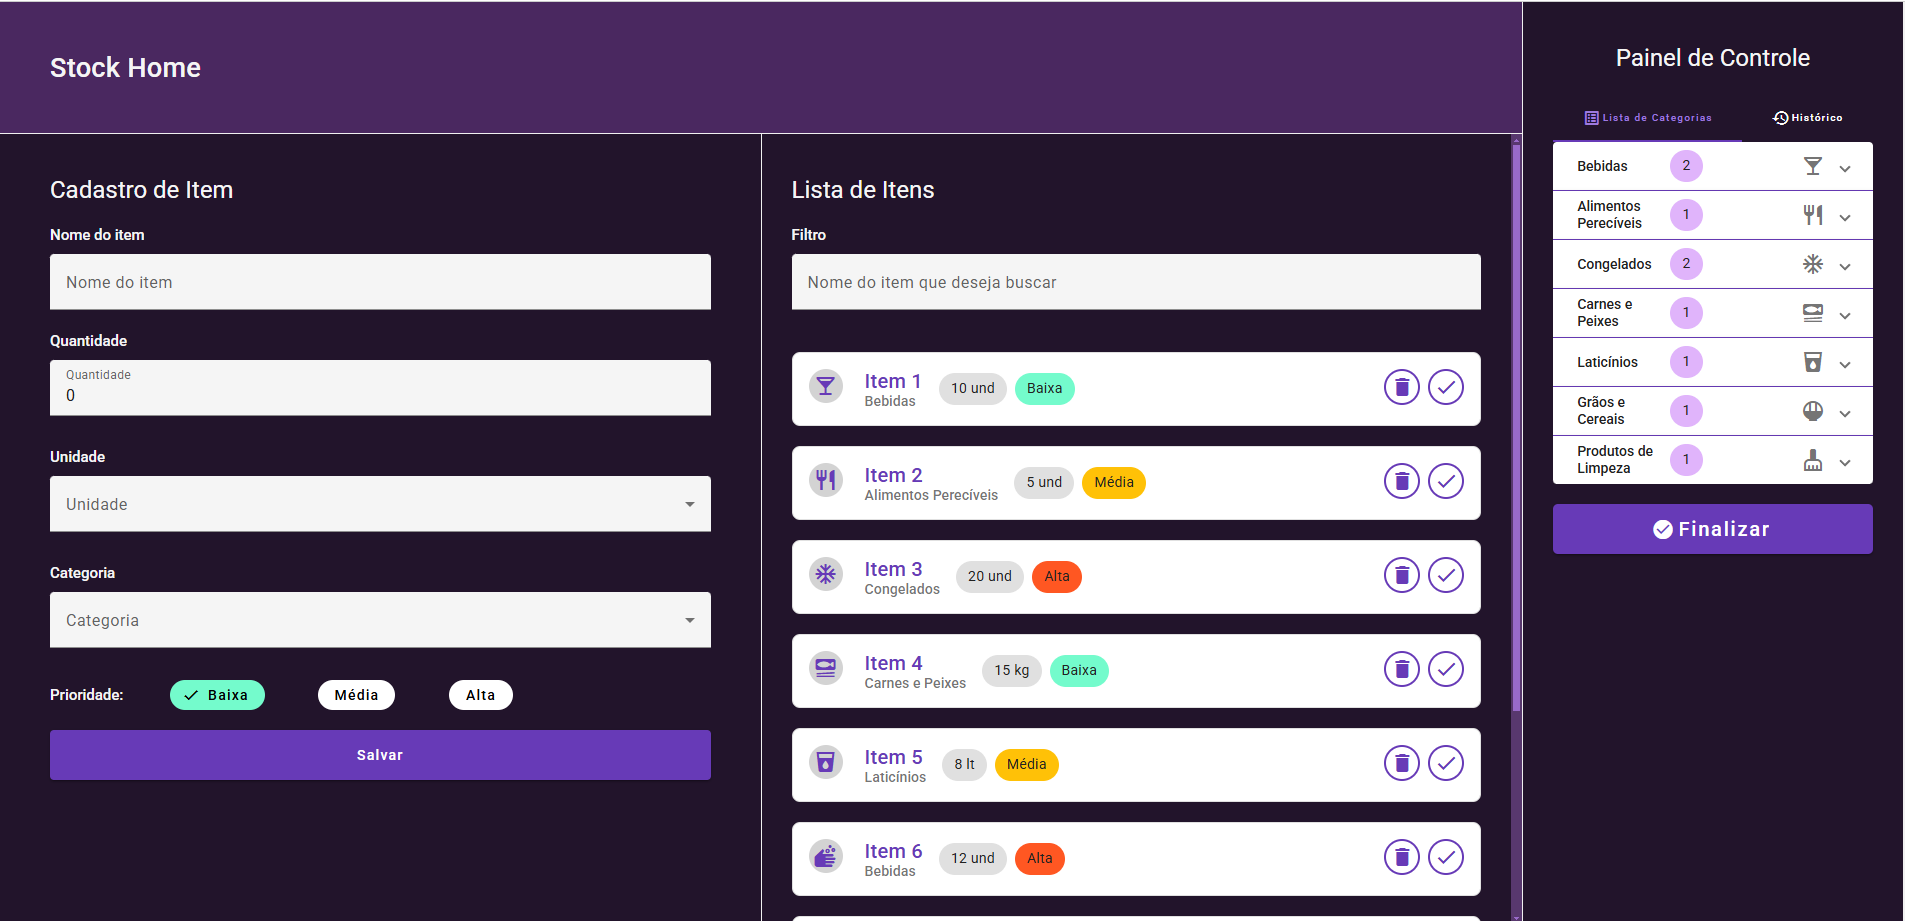 Stock Home
Cadastro de Item
Nome do item
Nome do item
Quantidade
Quantidade
0
Unidade
Unidade
Categoria
Categoria
Prioridade:
Baixa
Média
Alta
Salvar
Lista de Itens
Filtro
Nome do item que deseja buscar
Item 1
Bebidas
10 und
Baixa
Item 2
Alimentos Perecíveis
5 und
Média
Item 3
Congelados
20 und
Alta
Item 4
Carnes e Peixes
15 kg
Baixa
Item 5
Laticínios
8 lt
Média
Item 6
Bebidas
12 und
Alta
Painel de Controle
Lista de Categorias
Histórico
Bebidas
2
Alimentos
Perecíveis
1
Congelados
2
Carnes e
Peixes
1
Laticínios
1
Grãos e
Cereais
1
Produtos de
Limpeza
1
Finalizar